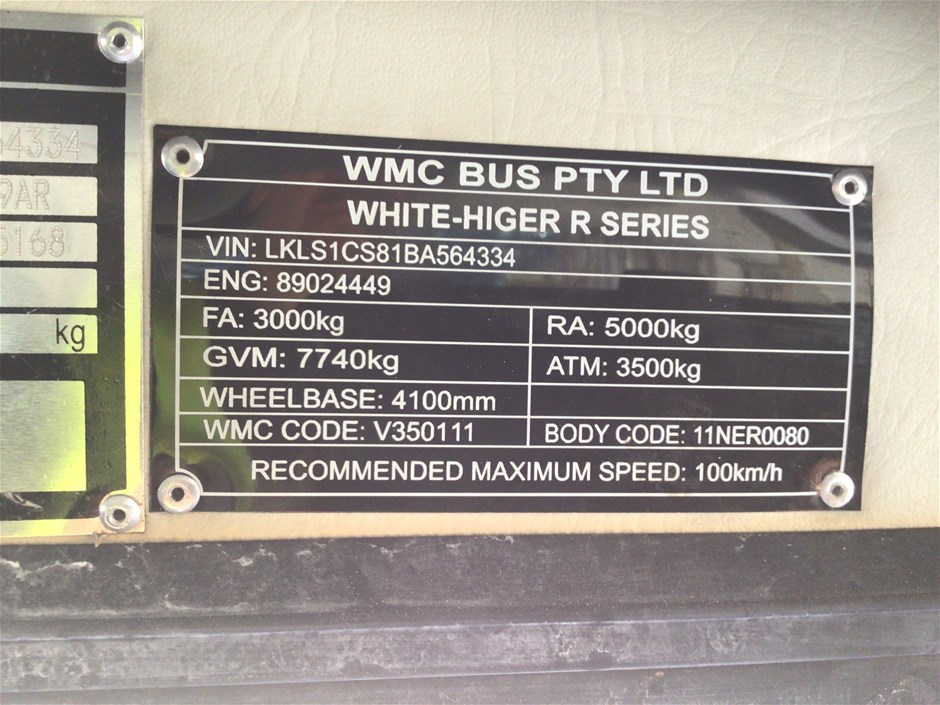 54334
9AR
5168
kg
WMC BUS PTY LTD
WHITE-HIGER R SERIES
VIN: LKLS1CS81BA564334
ENG: 89024449
FA: 3000kg RA: 5000kg
GVM: 7740kg ATM: 3500kg
WHEELBASE: 4100mm
WMC CODE: V350111 BODY CODE: 11NER0080
RECOMMENDED MAXIMUM SPEED: 100km/h